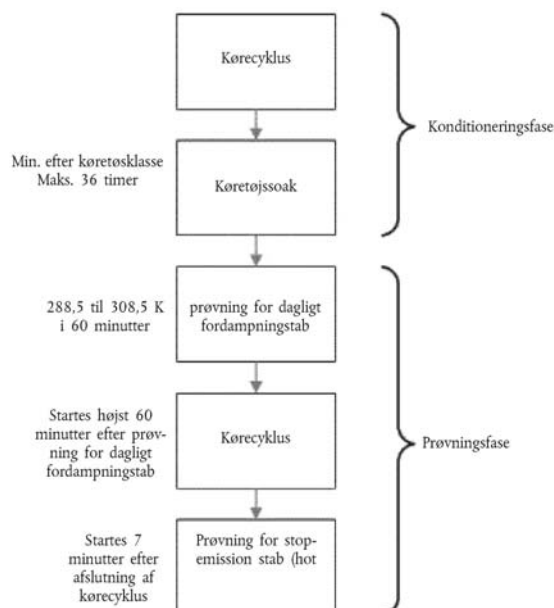 Kørecyklus
Konditioneringsfase
Min. efter køretøsklasse
Maks. 36 timer
Køretøjssoak
288,5 til 308,5 K
i 60 minutter
prøvning for dagligt
fordampningstab
Startes højst 60
minutter efter prøv-
ning for dagligt
fordampningstab
Kørecyklus
Prøvningsfase
Startes 7
minutter efter
afslutning af
kørecyklus
Prøvning for stop-
emission stab (hot